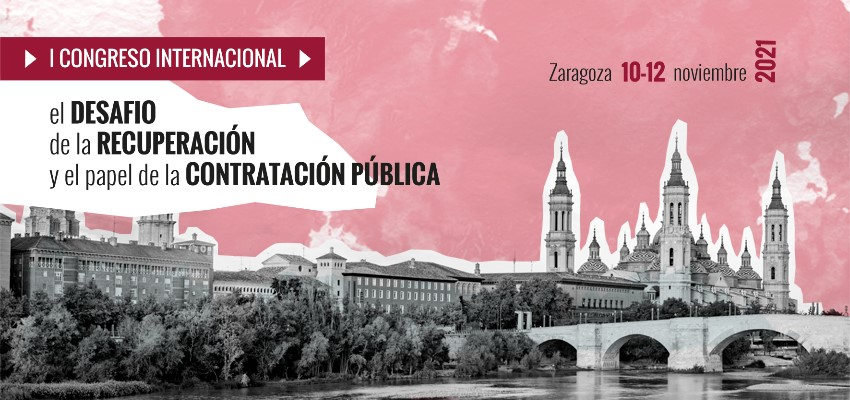 I CONGRESO INTERNACIONAL
el DESAFIO
de la RECUPERACIÓN
y el papel de la CONTRATACIÓN PÚBLICA
Zaragoza 10-12 noviembre 2021